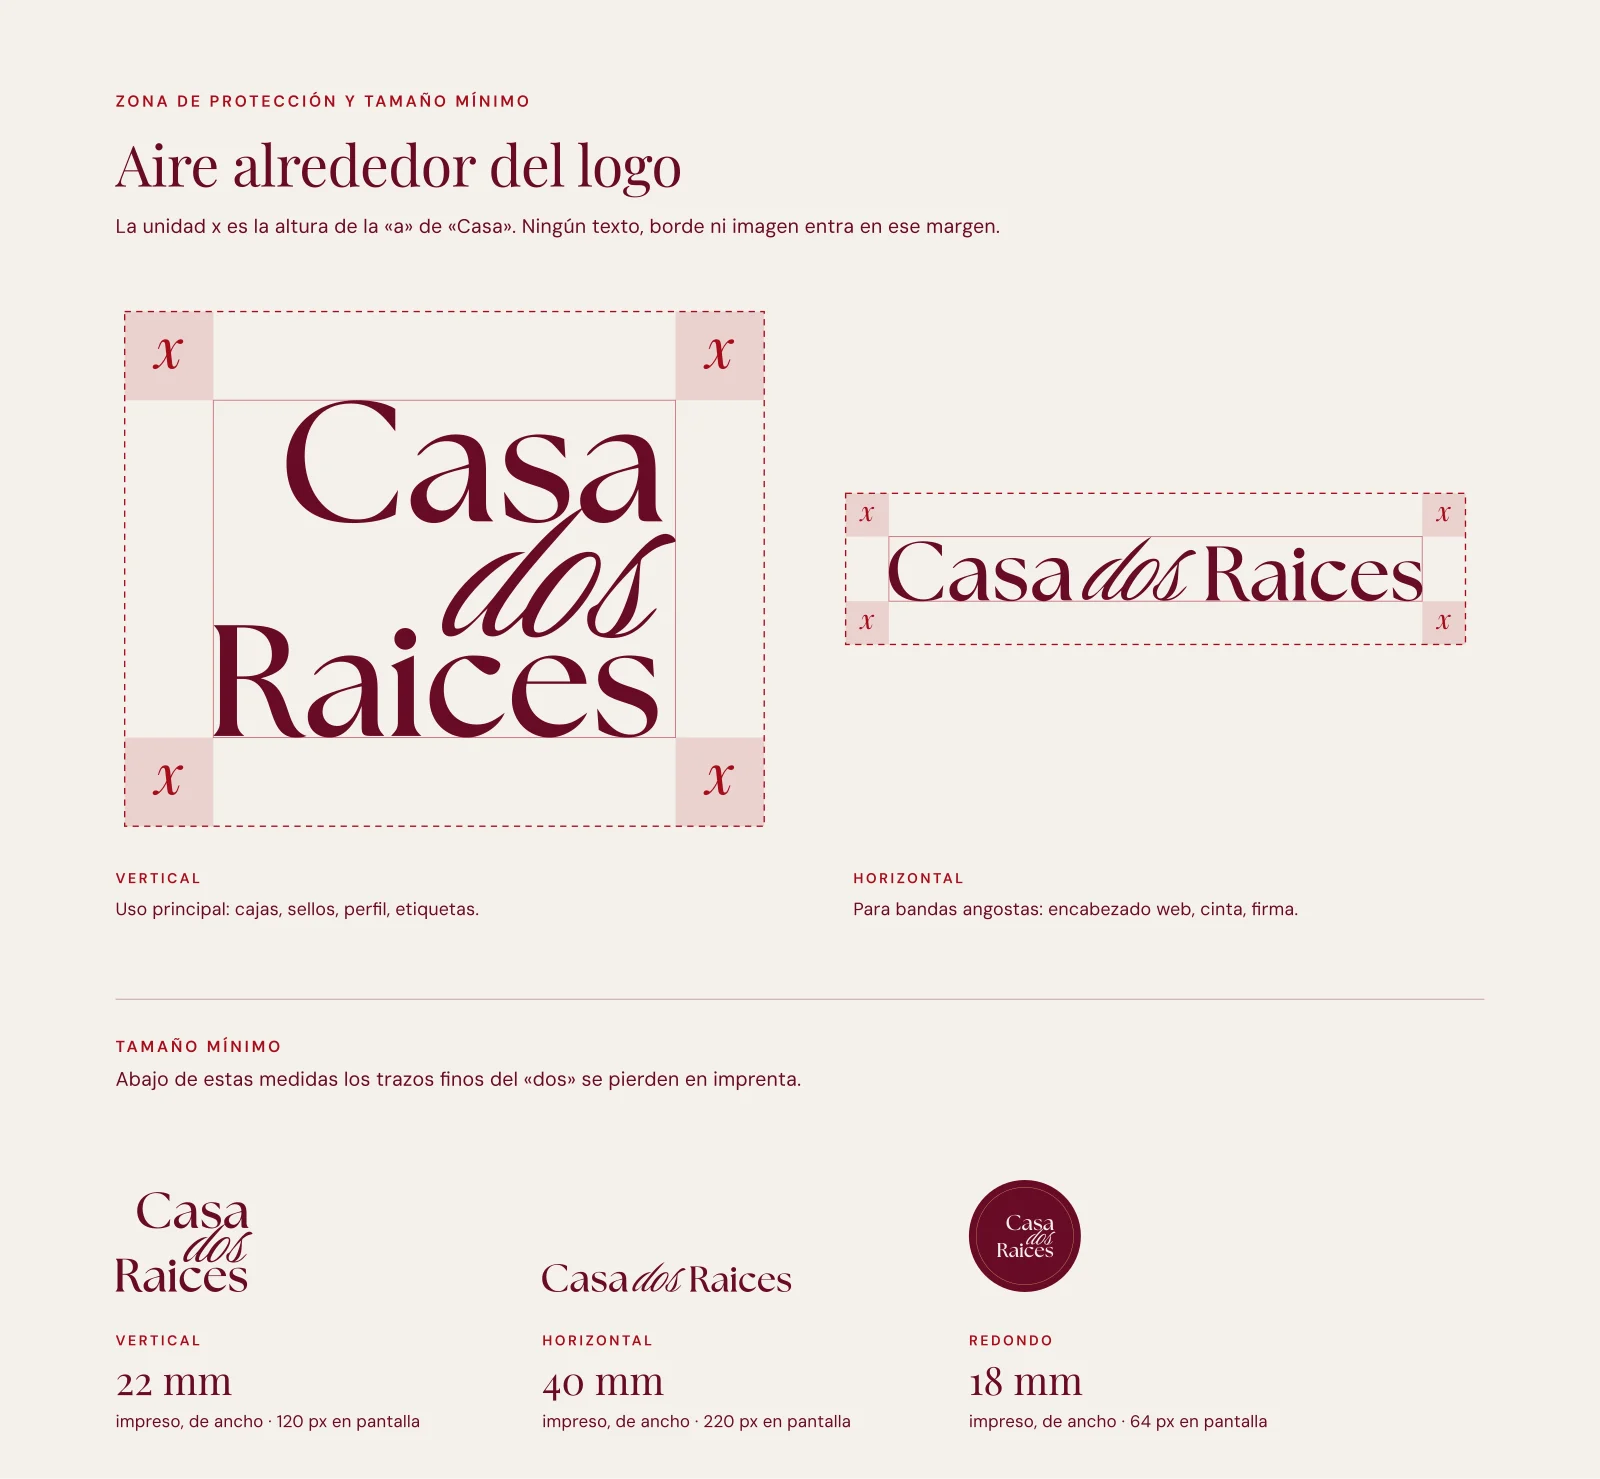 ZONA DE PROTECCIÓN Y TAMAÑO MÍNIMO
Aire alrededor del logo
La unidad x es la altura de la «a» de «Casa». Ningún texto, borde ni imagen entra en ese margen.
x x
Casa
dos
Raices
x x
x x
Casa dos Raices
x x
VERTICAL
Uso principal: cajas, sellos, perfil, etiquetas.
HORIZONTAL
Para bandas angostas: encabezado web, cinta, firma.
TAMAÑO MÍNIMO
Abajo de estas medidas los trazos finos del «dos» se pierden en imprenta.
Casa
dos
Raices
VERTICAL
22 mm
impreso, de ancho · 120 px en pantalla
Casa dos Raices
HORIZONTAL
40 mm
impreso, de ancho · 220 px en pantalla
Casa
dos
Raices
REDONDO
18 mm
impreso, de ancho · 64 px en pantalla